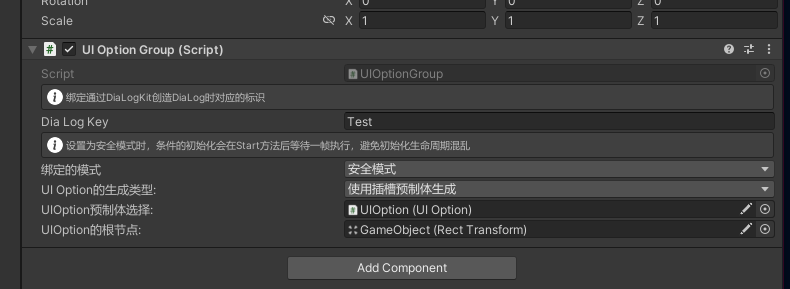 Rotation X 0 Y 0 Z 0
Scale X 1 Y 1 Z 1
# UI Option Group (Script)
Script # UIOptionGroup
绑定通过DiaLogKit创造DiaLog时对应的标识
Dia Log Key Test
设置为安全模式时，条件的初始化会在Start方法后等待一帧执行，避免初始化生命周期混乱
绑定的模式 安全模式
UI Option的生成类型: 使用插槽预制体生成
UIOption预制体选择: # UIOption (UI Option)
UIOption的根节点: GameObject (Rect Transform)
Add Component